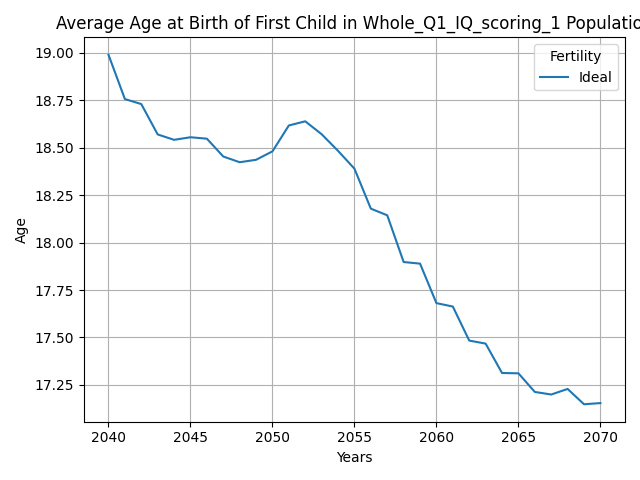 Average Age at Birth of First Child in Whole_Q1_IQ_scoring_1 Populatio
19.00
18.75
18.50
18.25
18.00
17.75
17.50
17.25
Age
Fertility
Ideal
2040 2045 2050 2055 2060 2065 2070
Years